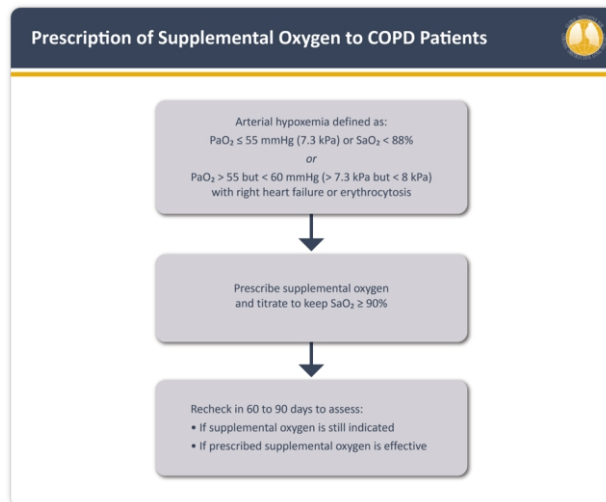 Prescription of Supplemental Oxygen to COPD Patients
Arterial hypoxemia defined as:
PaO₂ ≤ 55 mmHg (7.3 kPa) or SaO₂ < 88%
or
PaO₂ > 55 but < 60 mmHg (> 7.3 kPa but < 8 kPa)
with right heart failure or erythrocytosis
Prescribe supplemental oxygen
and titrate to keep SaO₂ ≥ 90%
Recheck in 60 to 90 days to assess:
• If supplemental oxygen is still indicated
• If prescribed supplemental oxygen is effective